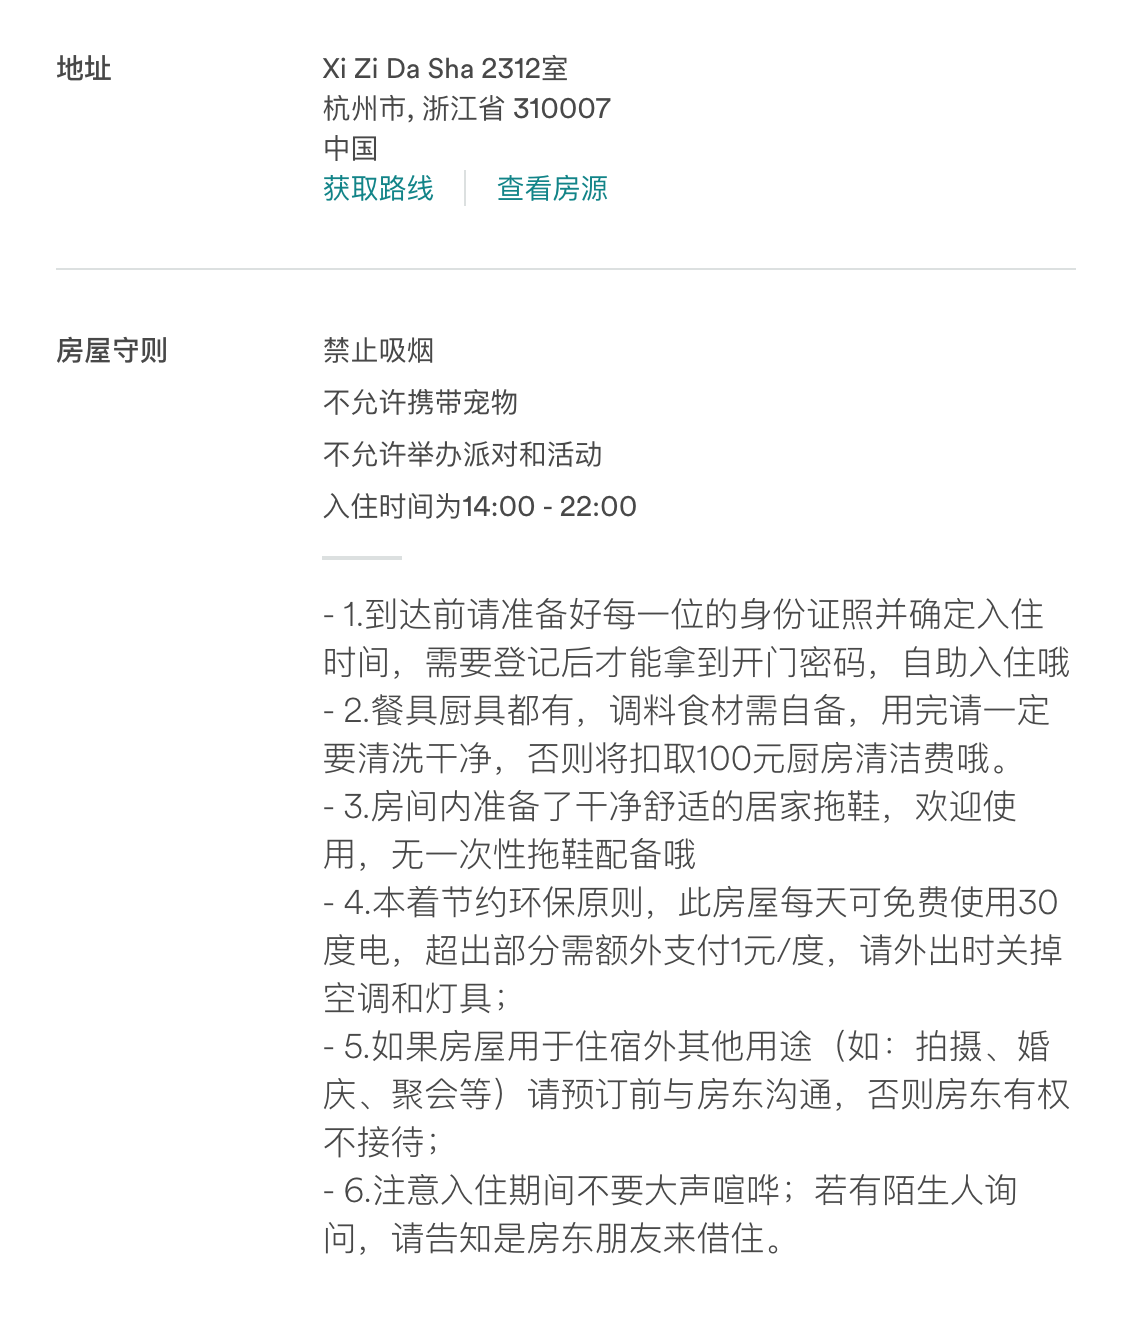 地址
Xi Zi Da Sha 2312室
杭州市, 浙江省 310007
中国
获取路线 查看房源
房屋守则
禁止吸烟
不允许携带宠物
不允许举办派对和活动
入住时间为14:00 - 22:00
- 1.到达前请准备好每一位的身份证照并确定入住
时间，需要登记后才能拿到开门密码，自助入住哦
- 2.餐具厨具都有，调料食材需自备，用完请一定
要清洗干净，否则将扣取100元厨房清洁费哦。
- 3.房间内准备了干净舒适的居家拖鞋，欢迎使
用，无一次性拖鞋配备哦
- 4.本着节约环保原则，此房屋每天可免费使用30
度电，超出部分需额外支付1元/度，请外出时关掉
空调和灯具；
- 5.如果房屋用于住宿外其他用途（如：拍摄、婚
庆、聚会等）请预订前与房东沟通，否则房东有权
不接待；
- 6.注意入住期间不要大声喧哗；若有陌生人询
问，请告知是房东朋友来借住。